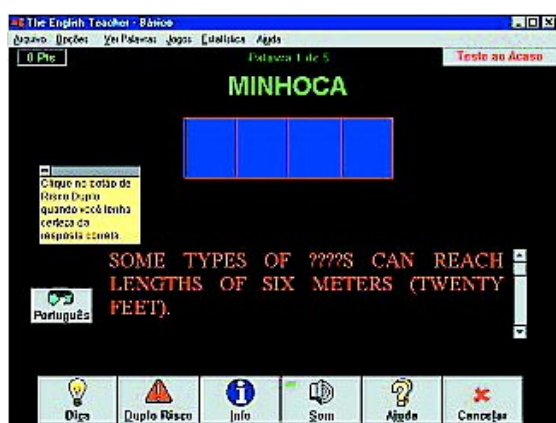 The English Teacher - Básico
Arquivo Opções Ver Palavras Jogos Estatística Ajuda
0 Pts Palavra 1 de 5 Teste ao Acaso
MINHOCA
Clique no botão de
Risco Duplo
quando você tenha
certeza da
resposta correta.
SOME TYPES OF ????S CAN REACH
LENGTHS OF SIX METERS (TWENTY
FEET).
Português
Dica Duplo Risco Info Som Ajuda Cancelar